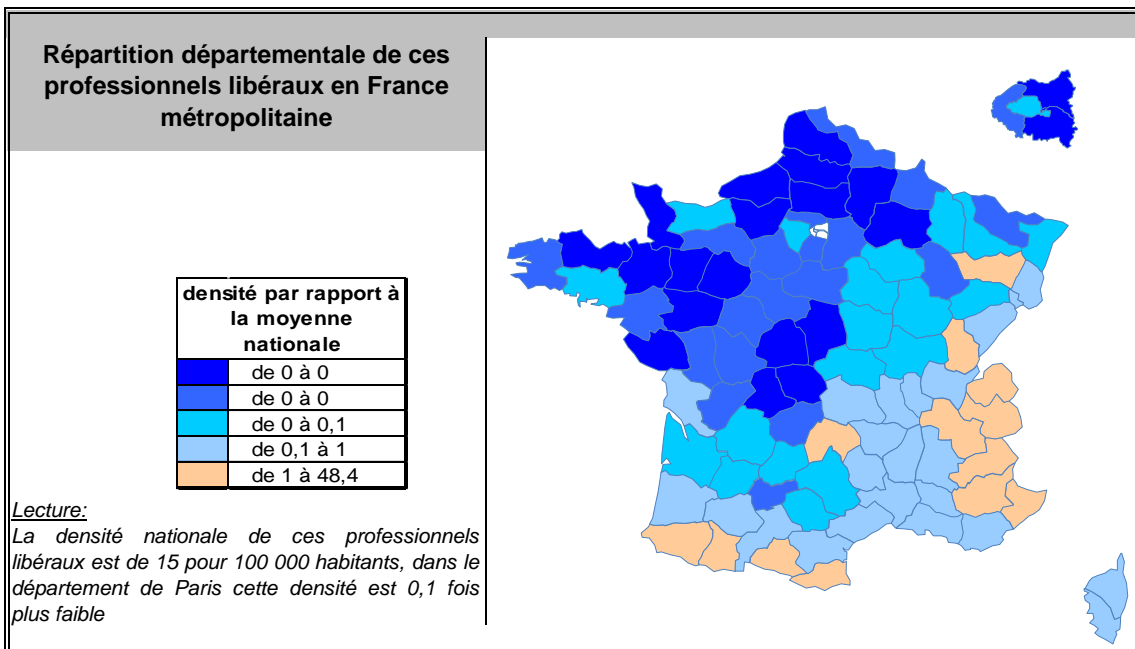 Répartition départementale de ces
professionnels libéraux en France
métropolitaine
densité par rapport à
la moyenne
nationale
de 0 à 0
de 0 à 0
de 0 à 0,1
de 0,1 à 1
de 1 à 48,4
Lecture:
La densité nationale de ces professionnels
libéraux est de 15 pour 100 000 habitants, dans le
département de Paris cette densité est 0,1 fois
plus faible